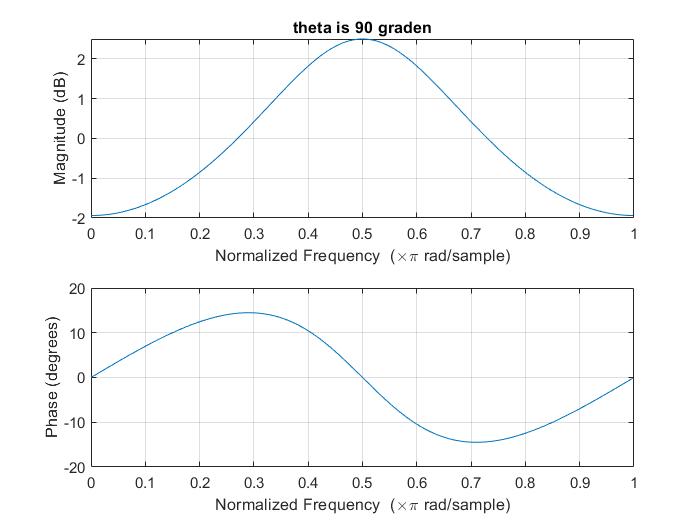 theta is 90 graden
Magnitude (dB)
2
1
0
-1
-2
0 0.1 0.2 0.3 0.4 0.5 0.6 0.7 0.8 0.9 1
Normalized Frequency (×π rad/sample)
Phase (degrees)
20
10
0
-10
-20
0 0.1 0.2 0.3 0.4 0.5 0.6 0.7 0.8 0.9 1
Normalized Frequency (×π rad/sample)